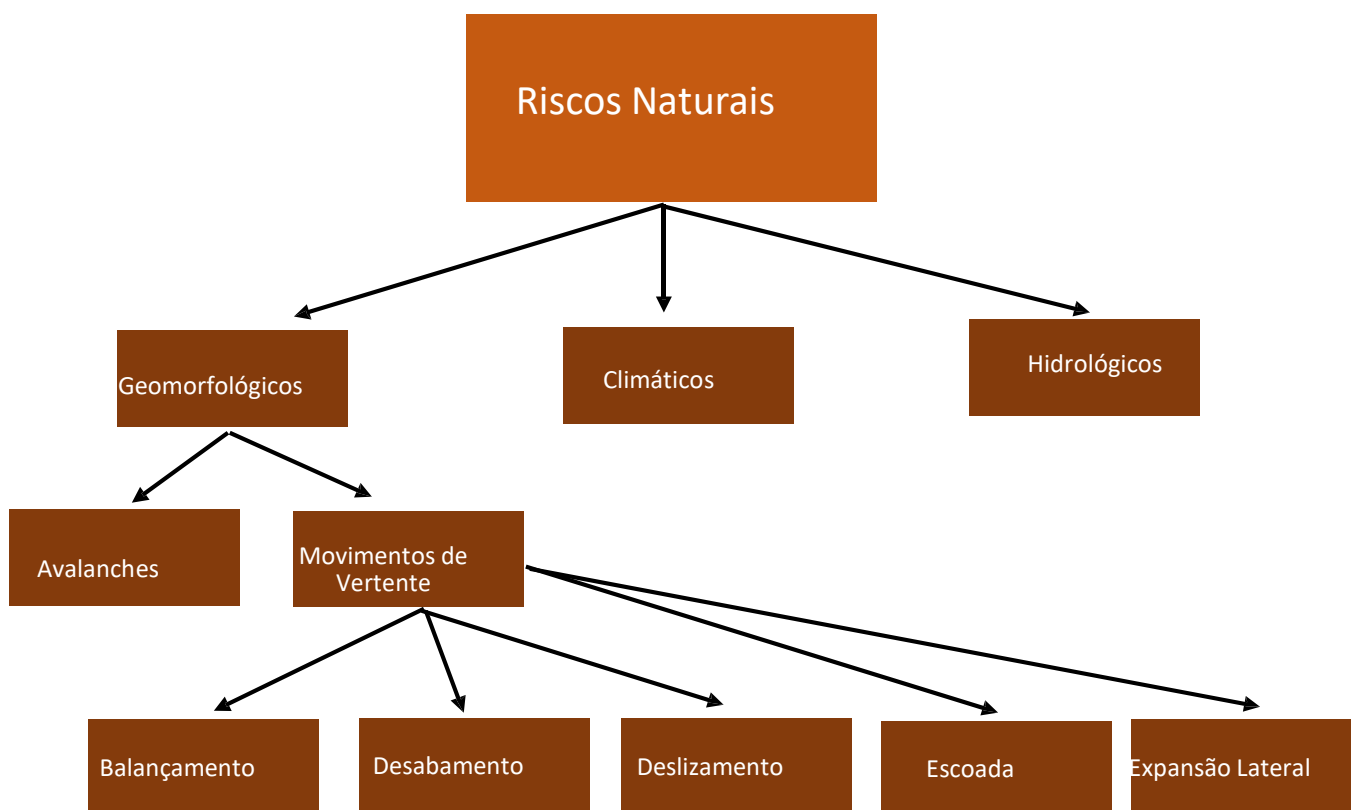 Riscos Naturais
Geomorfológicos
Climáticos
Hidrológicos
Avalanches
Movimentos de
Vertente
Balançamento
Desabamento
Deslizamento
Escoada
Expansão Lateral